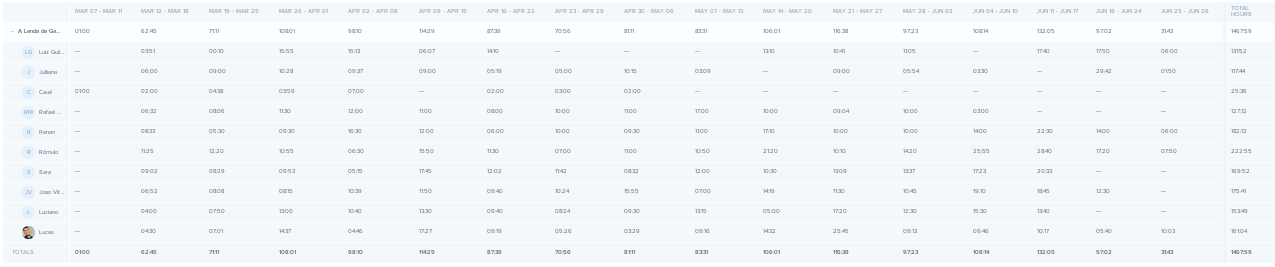 MAR 07 - MAR 11 MAR 12 - MAR 18 MAR 19 - MAR 25 MAR 26 - APR 01 APR 02 - APR 08 APR 09 - APR 15 APR 16 - APR 22 APR 23 - APR 29 APR 30 - MAY 06 MAY 07 - MAY 13 MAY 14 - MAY 20 MAY 21 - MAY 27 MAY 28 - JUN 03 JUN 04 - JUN 10 JUN 11 - JUN 17 JUN 18 - JUN 24 JUN 25 - JUN 26 TOTAL HOURS
– A Lenda de Ga... 01:00 62:45 71:11 108:01 98:10 114:29 87:39 70:56 81:11 83:31 106:01 116:38 97:23 108:14 132:05 97:02 31:43 1467:59
LG Luiz Guil... — 03:51 00:10 15:55 15:13 06:07 14:10 — — — 13:10 10:41 11:05 — 17:40 17:50 06:00 131:52
J Juliana — 06:00 09:00 10:28 09:37 09:00 05:19 05:00 10:15 03:09 — 09:00 05:54 03:30 — 29:42 01:50 117:44
C Cauê 01:00 02:00 04:38 03:59 07:00 — 02:00 03:00 02:00 — — — — — — — — 25:36
RM Rafael ... — 06:32 08:06 11:30 12:00 11:00 08:00 10:00 11:00 17:00 10:00 09:04 10:00 03:00 — — — 127:12
R Renan — 08:33 05:30 09:30 16:30 12:00 06:00 10:00 09:30 11:00 17:10 10:00 10:00 14:00 22:30 14:00 06:00 182:13
R Rômulo — 11:25 12:20 10:55 06:30 15:50 11:30 07:00 11:00 10:50 21:20 10:10 14:20 25:55 28:40 17:20 07:50 222:55
S Sara — 09:02 08:29 09:53 05:15 17:45 12:02 11:42 08:32 12:00 10:30 13:09 13:37 17:23 20:33 — — 169:52
JV Joao Vit... — 06:52 08:08 08:15 10:39 11:50 09:40 10:24 15:55 07:00 14:19 11:30 10:45 19:10 18:45 12:30 — 175:41
L Luciano — 04:00 07:50 13:00 10:40 13:30 09:40 08:24 09:30 13:15 05:00 17:20 12:30 15:30 13:40 — — 153:49
Lucas — 04:30 07:01 14:37 04:46 17:27 09:19 05:26 03:29 09:16 14:32 25:45 09:13 09:46 10:17 05:40 10:03 161:04
TOTALS 01:00 62:45 71:11 108:01 98:10 114:29 87:39 70:56 81:11 83:31 106:01 116:38 97:23 108:14 132:05 97:02 31:43 1467:59